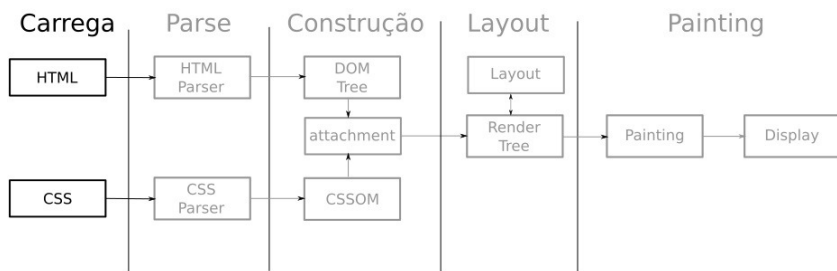 Carrega
Parse
Construção
Layout
Painting
HTML
HTML
Parser
DOM
Tree
Layout
attachment
Render
Tree
Painting
Display
CSS
CSS
Parser
CSSOM